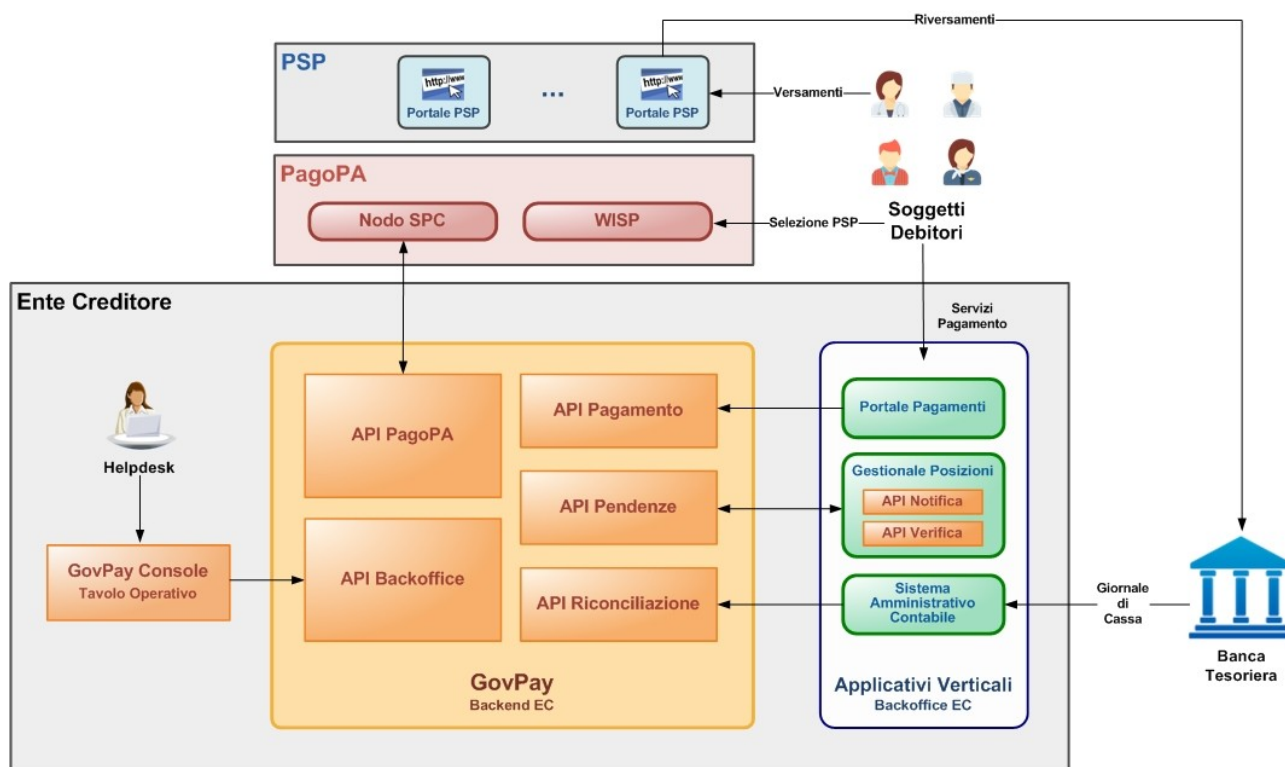 Riversamenti
PSP
http://www
Portale PSP
...
http://www
Portale PSP
Versamenti
PagoPA
Nodo SPC
WISP
Selezione PSP
Soggetti
Debitori
Ente Creditore
Servizi
Pagamento
Helpdesk
GovPay Console
Tavolo Operativo
API PagoPA
API Backoffice
API Pagamento
API Pendenze
API Riconciliazione
GovPay
Backend EC
Portale Pagamenti
Gestionale Posizioni
API Notifica
API Verifica
Sistema
Amministrativo
Contabile
Applicativi Verticali
Backoffice EC
Giornale
di
Cassa
Banca
Tesoriera